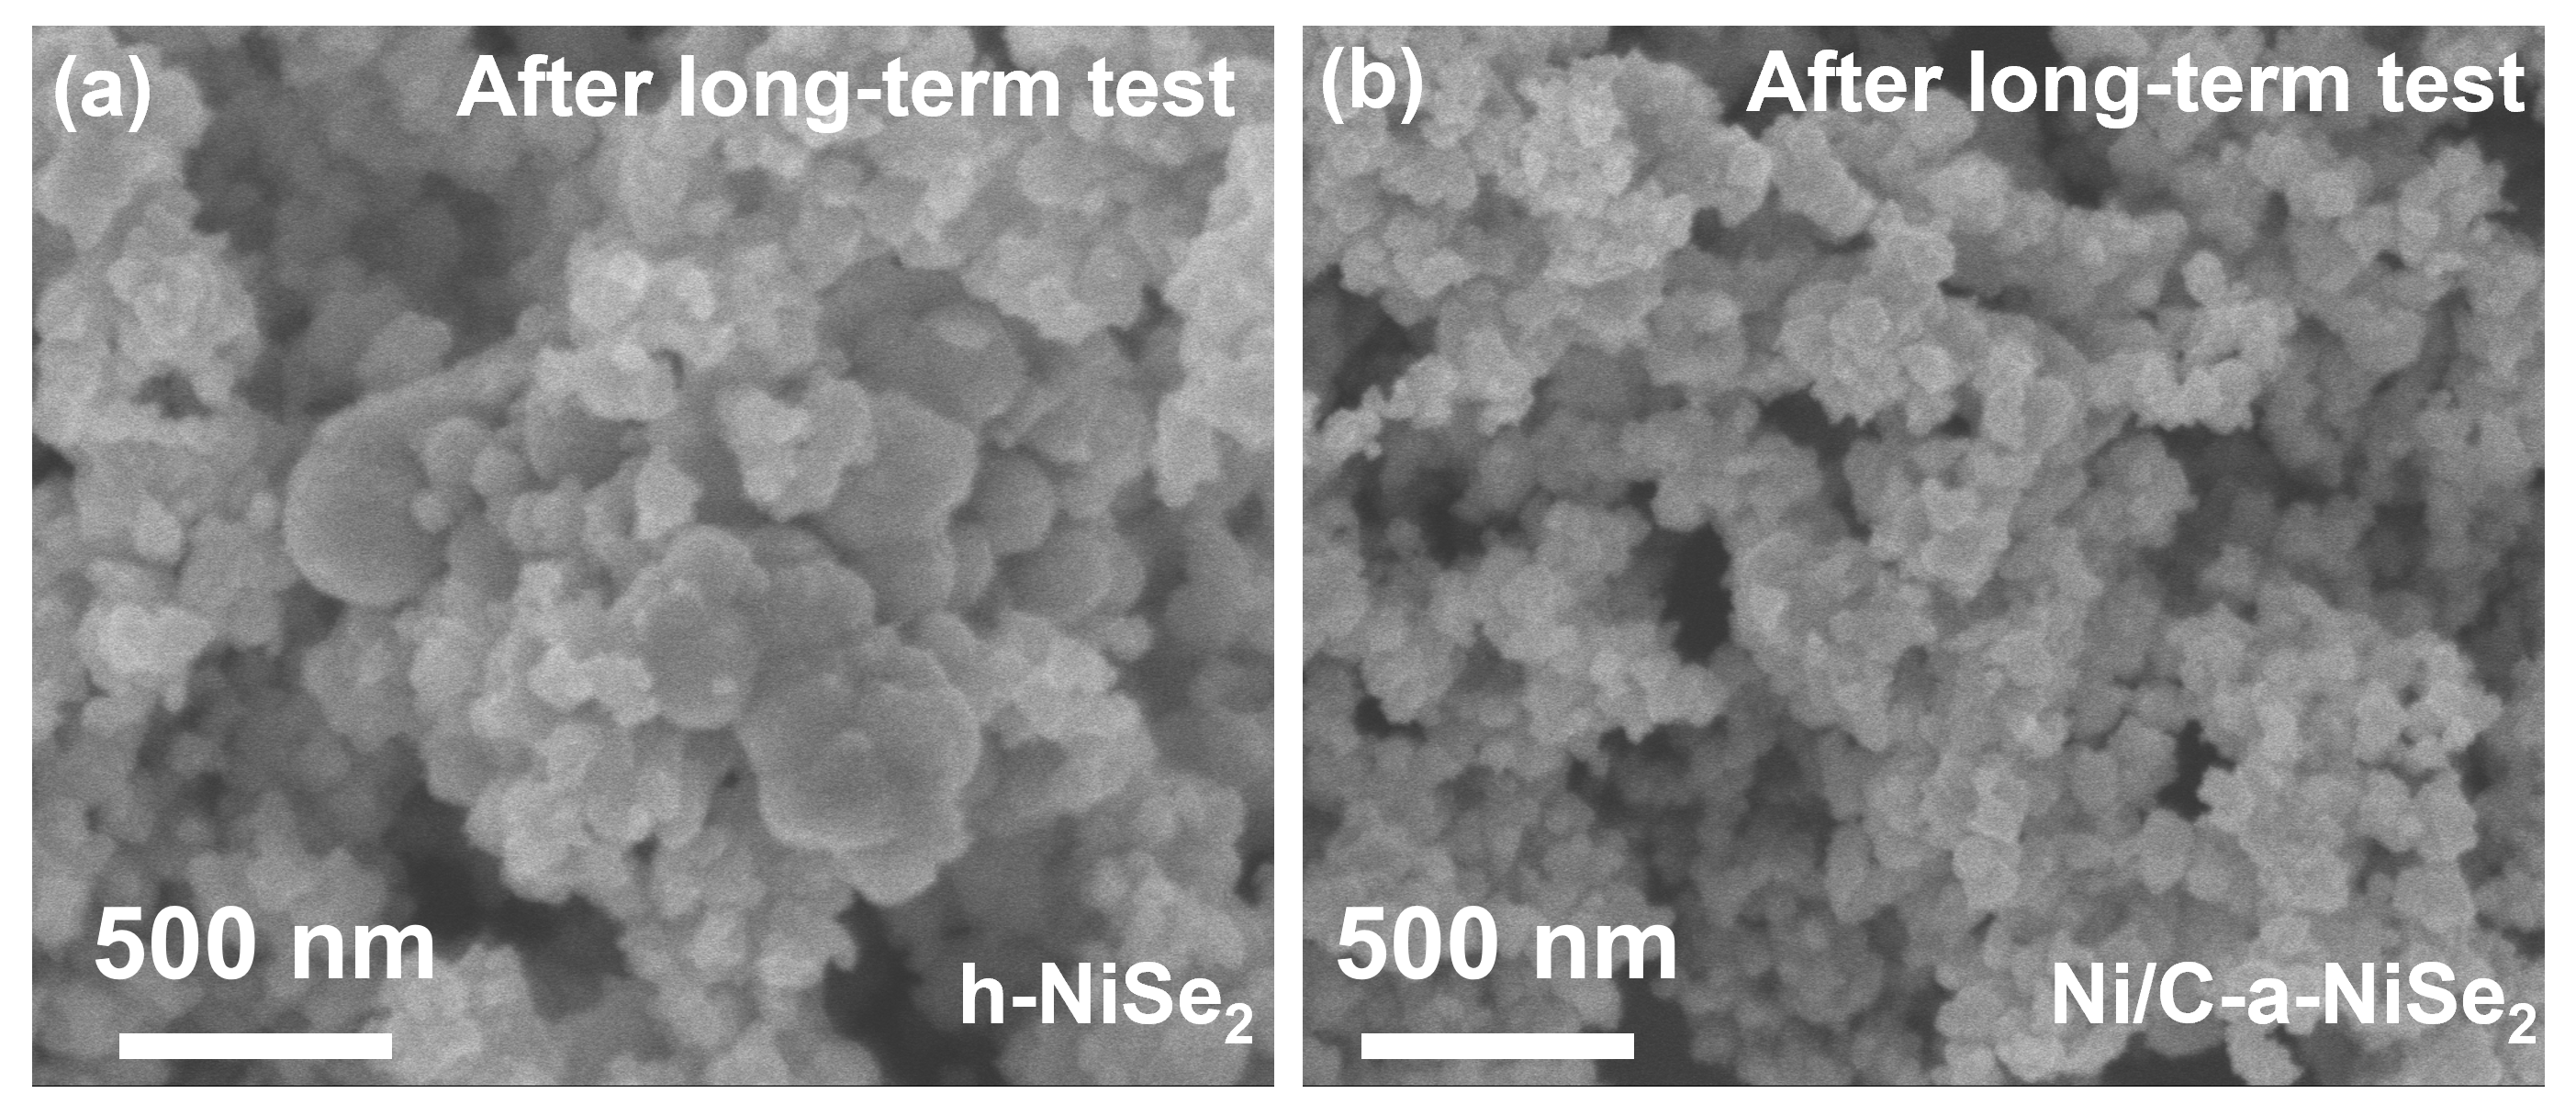 (a) After long-term test
500 nm
h-NiSe₂
(b) After long-term test
500 nm
Ni/C-a-NiSe₂